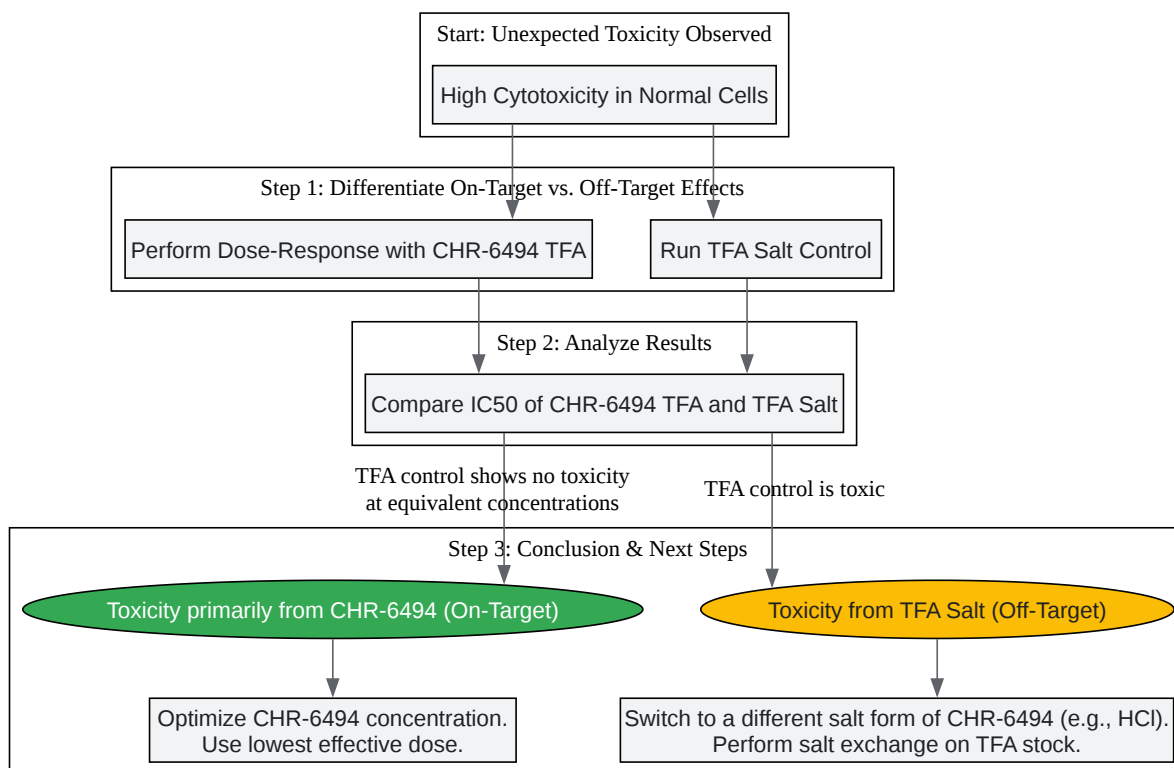 Start: Unexpected Toxicity Observed
High Cytotoxicity in Normal Cells
Step 1: Differentiate On-Target vs. Off-Target Effects
Perform Dose-Response with CHR-6494 TFA
Run TFA Salt Control
Step 2: Analyze Results
Compare IC50 of CHR-6494 TFA and TFA Salt
TFA control shows no toxicity
at equivalent concentrations
TFA control is toxic
Step 3: Conclusion & Next Steps
Toxicity primarily from CHR-6494 (On-Target)
Toxicity from TFA Salt (Off-Target)
Optimize CHR-6494 concentration.
Use lowest effective dose.
Switch to a different salt form of CHR-6494 (e.g., HCl).
Perform salt exchange on TFA stock.